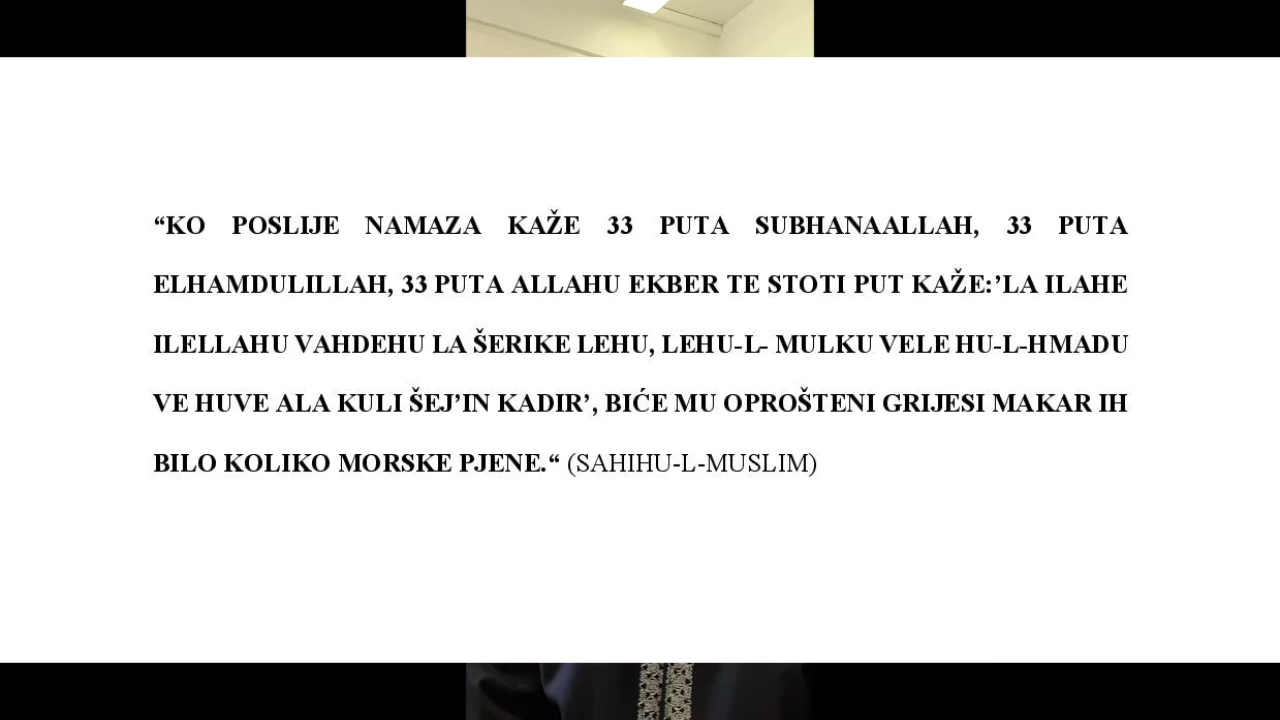 “KO POSLIJE NAMAZA KAŽE 33 PUTA SUBHANAALLAH, 33 PUTA
ELHAMDULILLAH, 33 PUTA ALLAHU EKBER TE STOTI PUT KAŽE:’LA ILAHE
ILELLAHU VAHDEHU LA ŠERIKE LEHU, LEHU-L- MULKU VELE HU-L-HMADU
VE HUVE ALA KULI ŠEJ’IN KADIR’, BIĆE MU OPROŠTENI GRIJESI MAKAR IH
BILO KOLIKO MORSKE PJENE.“ (SAHIHU-L-MUSLIM)